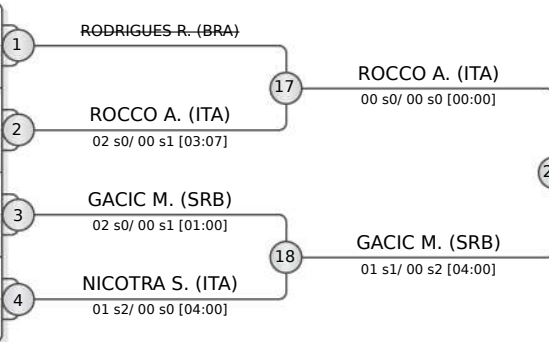 1
RODRIGUES R. (BRA)
17
ROCCO A. (ITA)
00 s0/ 00 s0 [00:00]
2
ROCCO A. (ITA)
02 s0/ 00 s1 [03:07]
3
GACIC M. (SRB)
02 s0/ 00 s1 [01:00]
18
GACIC M. (SRB)
01 s1/ 00 s2 [04:00]
4
NICOTRA S. (ITA)
01 s2/ 00 s0 [04:00]